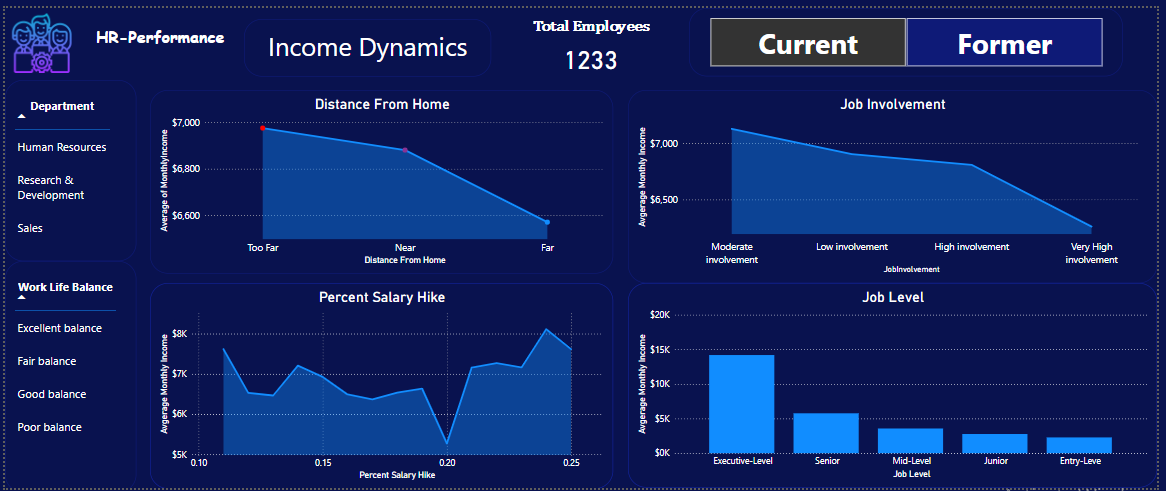 HR-Performance
Income Dynamics
Total Employees
1233
Current
Former
Department
Human Resources
Research &
Development
Sales
Work Life Balance
Excellent balance
Fair balance
Good balance
Poor balance
Distance From Home
Average of MonthlyIncome
$7,000
$6,800
$6,600
Too Far
Near
Far
Distance From Home
Job Involvement
Avgerage Monthly Income
$7,000
$6,500
Moderate
involvement
Low involvement
High involvement
Very High
involvement
JobInvolvement
Percent Salary Hike
Avgerage Monthly Income
$8K
$7K
$6K
$5K
0.10
0.15
0.20
0.25
Percent Salary Hike
Job Level
Avgerage Monthly Income
$20K
$15K
$10K
$5K
$0K
Executive-Level
Senior
Mid-Level
Junior
Entry-Leve
Job Level